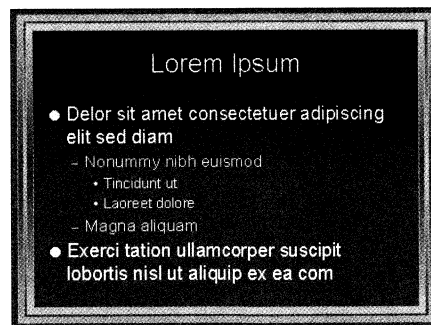 Lorem Ipsum
● Delor sit amet consectetuer adipiscing
elit sed diam
– Nonummy nibh euismod
• Tincidunt ut
• Laoreet dolore
– Magna aliquam
● Exerci tation ullamcorper suscipit
lobortis nisl ut aliquip ex ea com